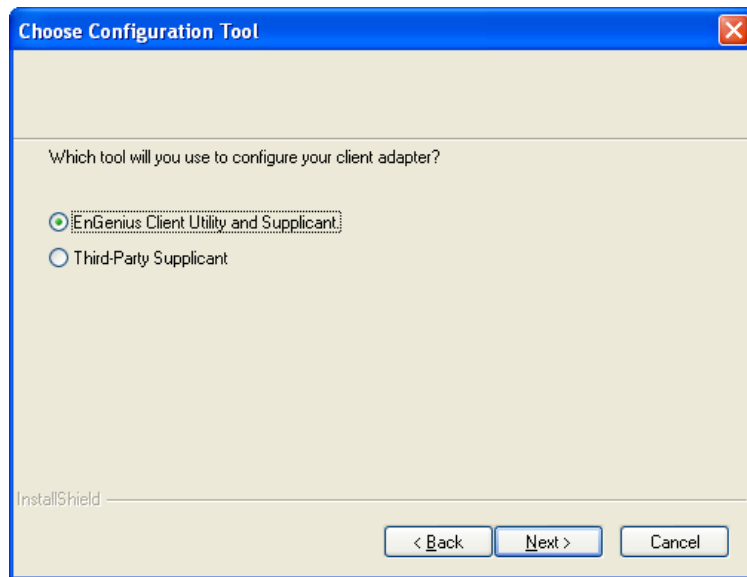 Choose Configuration Tool
Which tool will you use to configure your client adapter?
EnGenius Client Utility and Supplicant
Third-Party Supplicant
InstallShield
< Back Next > Cancel